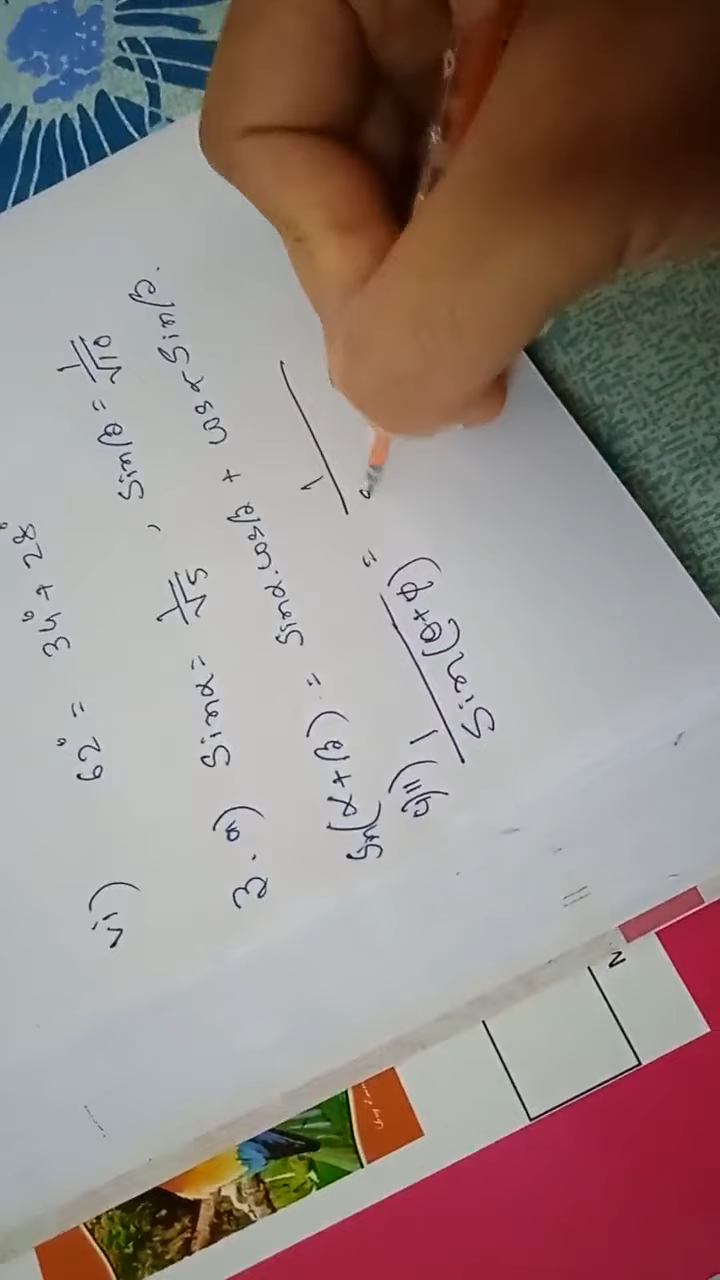 vi) 62° = 34° + 28°
3. a) Sinα = 1/√5 , Sinβ = 1/√10
Sin(α+β) = Sinα.cosβ + cosα Sinβ.
1/Sin(θ+φ) = 1/
N